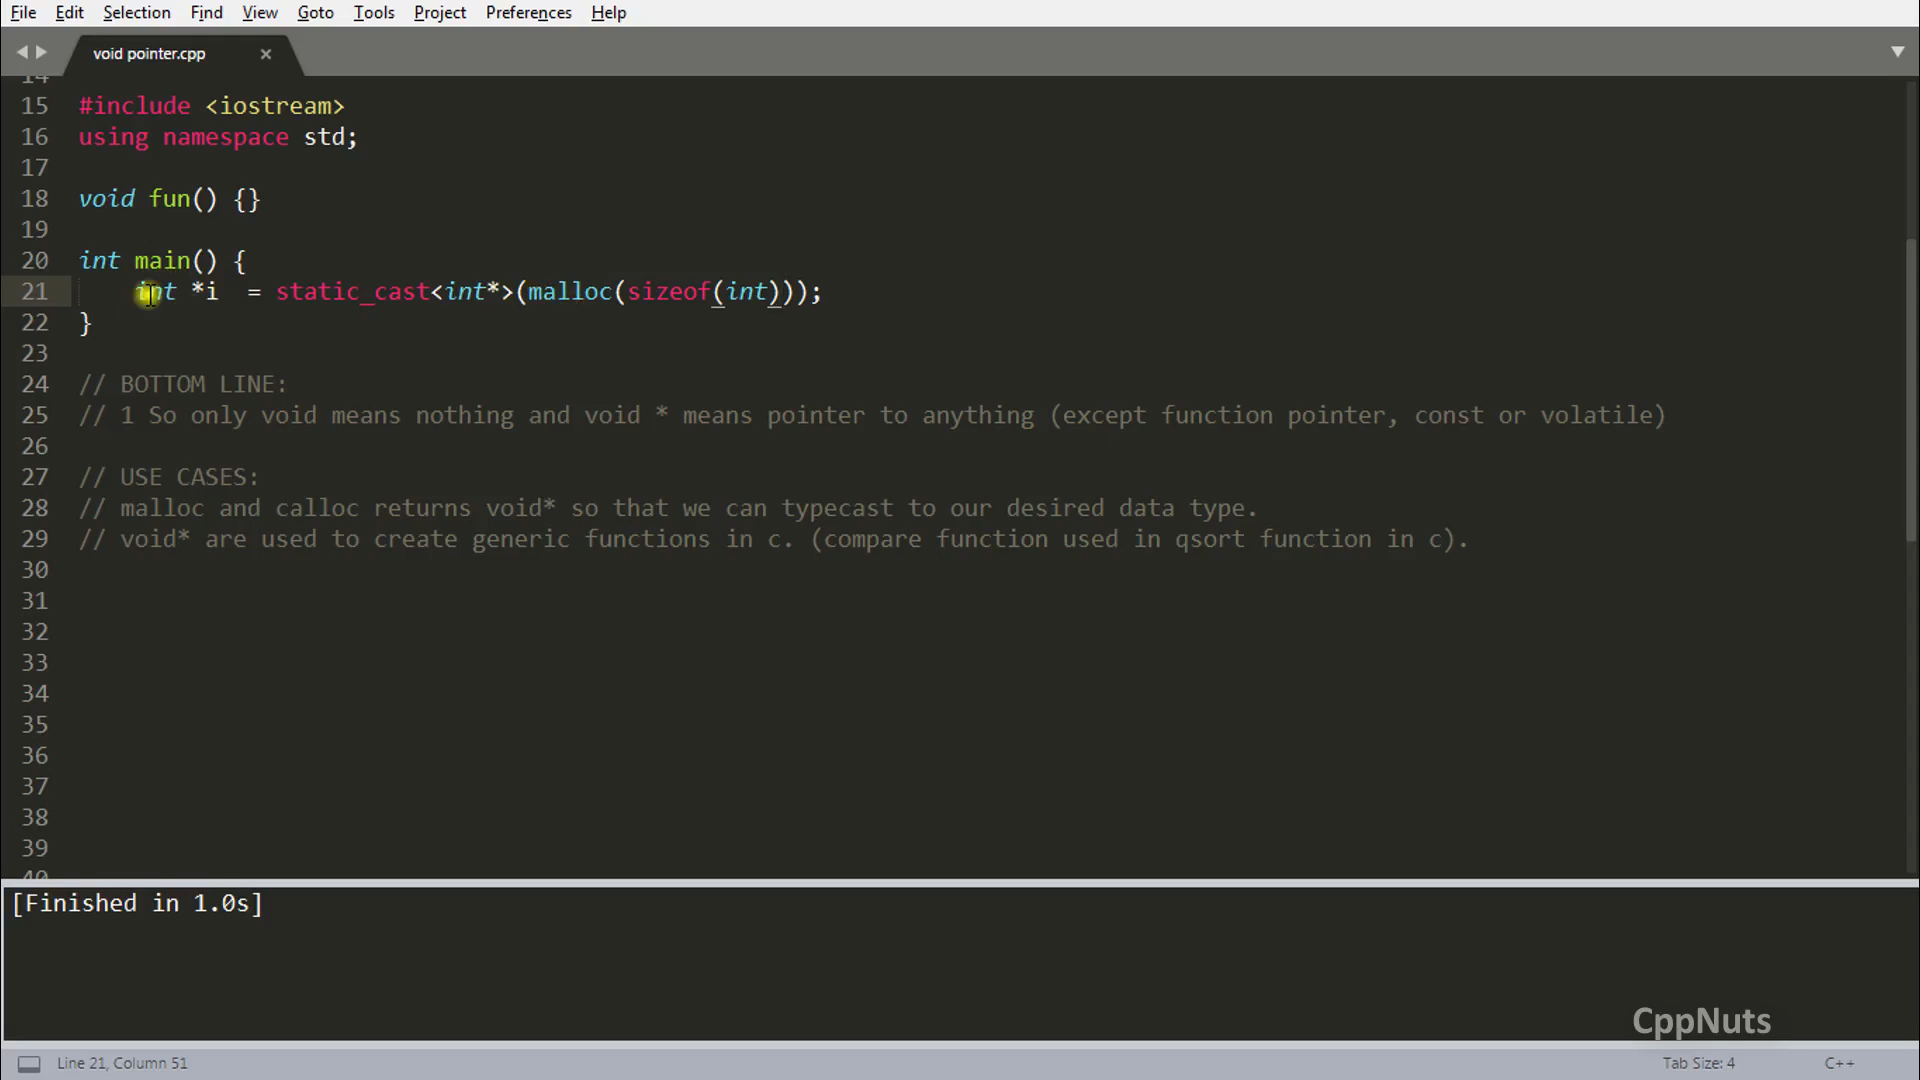 File Edit Selection Find View Goto Tools Project Preferences Help
void pointer.cpp ×
14
15 #include <iostream>
16 using namespace std;
17
18 void fun() {}
19
20 int main() {
21 int *i  = static_cast<int*>(malloc(sizeof(int)));
22 }
23
24 // BOTTOM LINE:
25 // 1 So only void means nothing and void * means pointer to anything (except function pointer, const or volatile)
26
27 // USE CASES:
28 // malloc and calloc returns void* so that we can typecast to our desired data type.
29 // void* are used to create generic functions in c. (compare function used in qsort function in c).
30
31
32
33
34
35
36
37
38
39
40
[Finished in 1.0s]
CppNuts
Line 21, Column 51 Tab Size: 4 C++